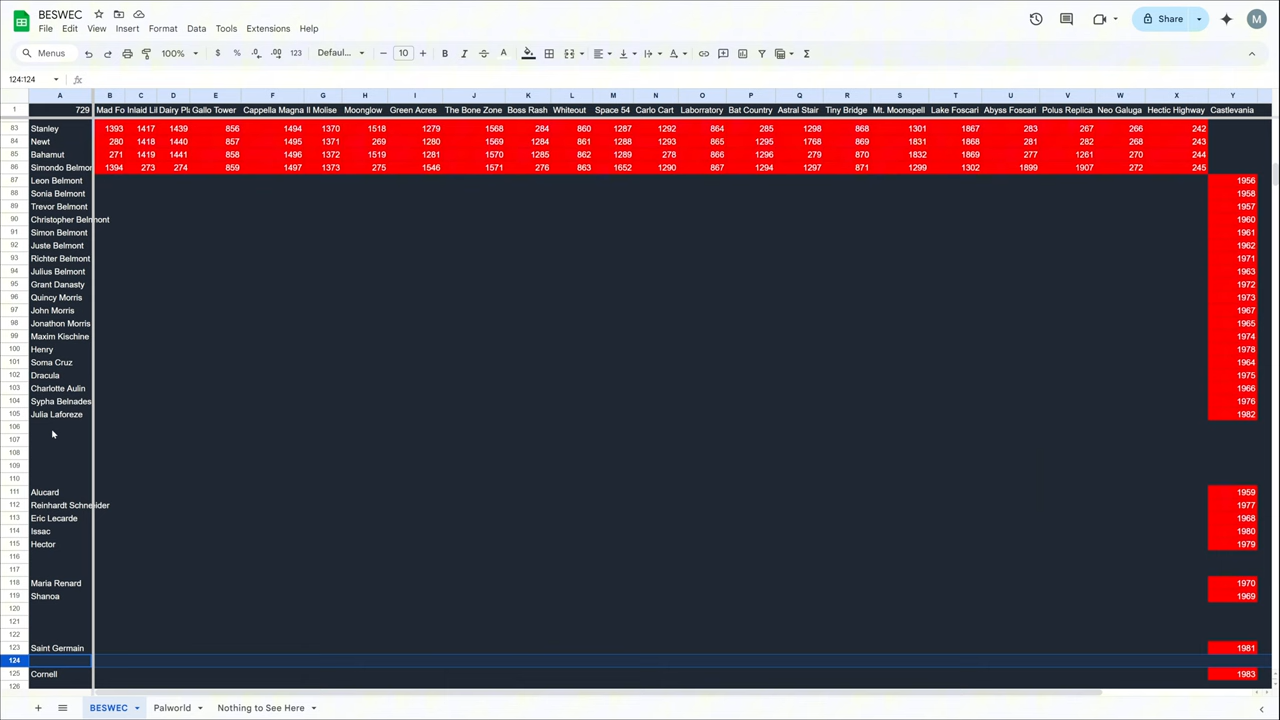 BESWEC
File Edit View Insert Format Data Tools Extensions Help
Share
M
Menus 100% $ % .0 .00 123 Defaul... 10 B I A
124:124 fx
A B C D E F G H I J K L M N O P Q R S T U V W X Y
1 729 Mad Fo Inlaid Lil Dairy Pla Gallo Tower Cappella Magna Il Molise Moonglow Green Acres The Bone Zone Boss Rash Whiteout Space 54 Carlo Cart Laborratory Bat Country Astral Stair Tiny Bridge Mt. Moonspell Lake Foscari Abyss Foscari Polus Replica Neo Galuga Hectic Highway Castlevania
83 Stanley 1393 1417 1439 856 1494 1370 1518 1279 1568 284 860 1287 1292 864 285 1298 868 1301 1867 283 267 266 242
84 Newt 280 1418 1440 857 1495 1371 269 1280 1569 1284 861 1288 1293 865 1295 1768 869 1831 1868 281 282 268 243
85 Bahamut 271 1419 1441 858 1496 1372 1519 1281 1570 1285 862 1289 278 866 1296 279 870 1832 1869 277 1261 270 244
86 Simondo Belmon 1394 273 274 859 1497 1373 275 1546 1571 276 863 1652 1290 867 1294 1297 871 1299 1302 1899 1907 272 245
87 Leon Belmont 1956
88 Sonia Belmont 1958
89 Trevor Belmont 1957
90 Christopher Belmont 1960
91 Simon Belmont 1961
92 Juste Belmont 1962
93 Richter Belmont 1971
94 Julius Belmont 1963
95 Grant Danasty 1972
96 Quincy Morris 1973
97 John Morris 1967
98 Jonathon Morris 1965
99 Maxim Kischine 1974
100 Henry 1978
101 Soma Cruz 1964
102 Dracula 1975
103 Charlotte Aulin 1966
104 Sypha Belnades 1976
105 Julia Laforeze 1982
106
107
108
109
110
111 Alucard 1959
112 Reinhardt Schneider 1977
113 Eric Lecarde 1968
114 Issac 1980
115 Hector 1979
116
117
118 Maria Renard 1970
119 Shanoa 1969
120
121
122
123 Saint Germain 1981
124
125 Cornell 1983
126
BESWEC Palworld Nothing to See Here